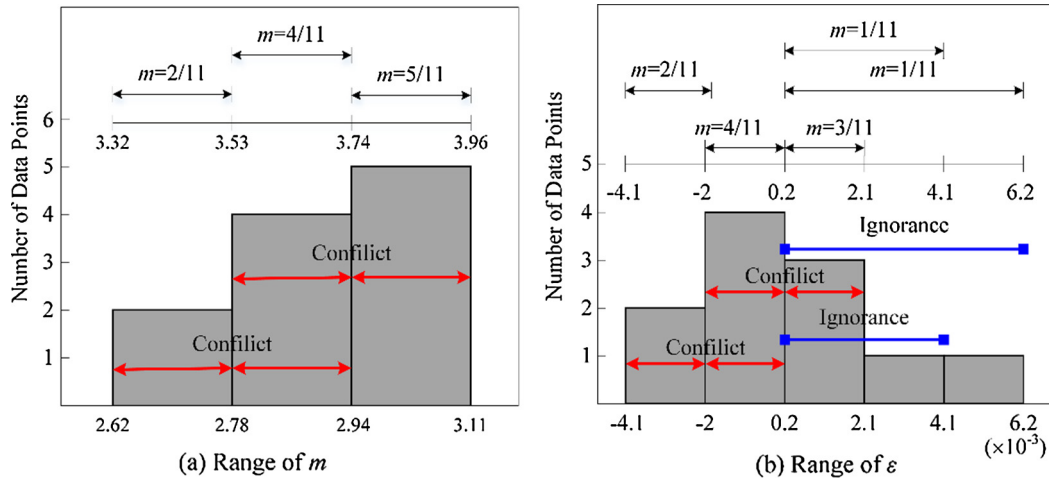 m=4/11
m=2/11
m=5/11
6
3.32 3.53 3.74 3.96
5
4
3
2
1
Number of Data Points
Confilict
Confilict
2.62 2.78 2.94 3.11
(a) Range of m
m=1/11
m=2/11
m=1/11
m=4/11
m=3/11
5
-4.1 -2 0.2 2.1 4.1 6.2
4
3
2
1
Number of Data Points
Ignorance
Confilict
Ignorance
Confilict
-4.1 -2 0.2 2.1 4.1 6.2
(×10⁻³)
(b) Range of ε